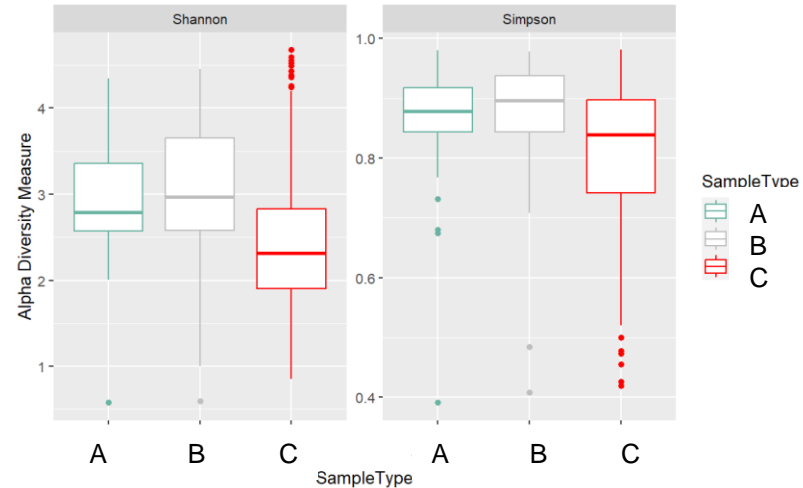 Shannon
Simpson
Alpha Diversity Measure
4
3
2
1
1.0
0.8
0.6
0.4
A B C
A B C
SampleType
SampleType
A
B
C